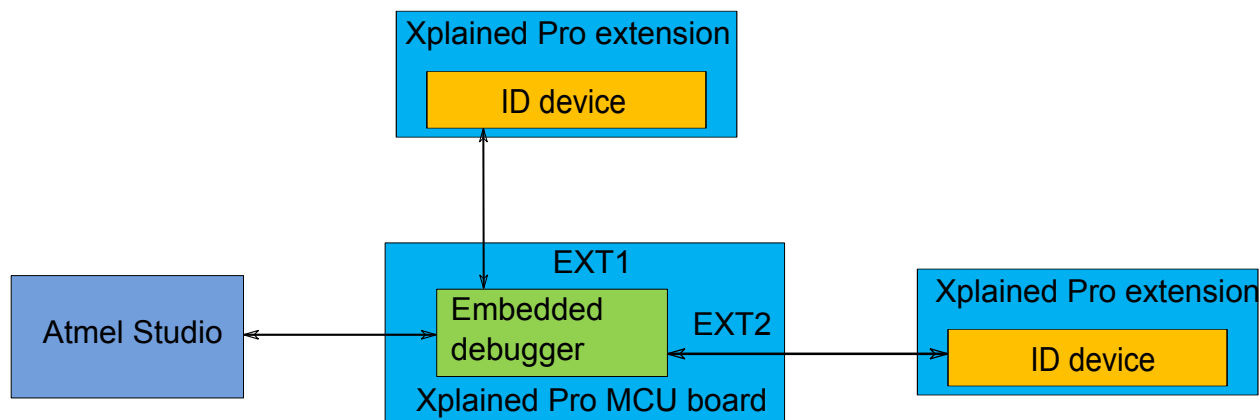 Xplained Pro extension
ID device
EXT1
Atmel Studio
Embedded
debugger
EXT2
Xplained Pro MCU board
Xplained Pro extension
ID device